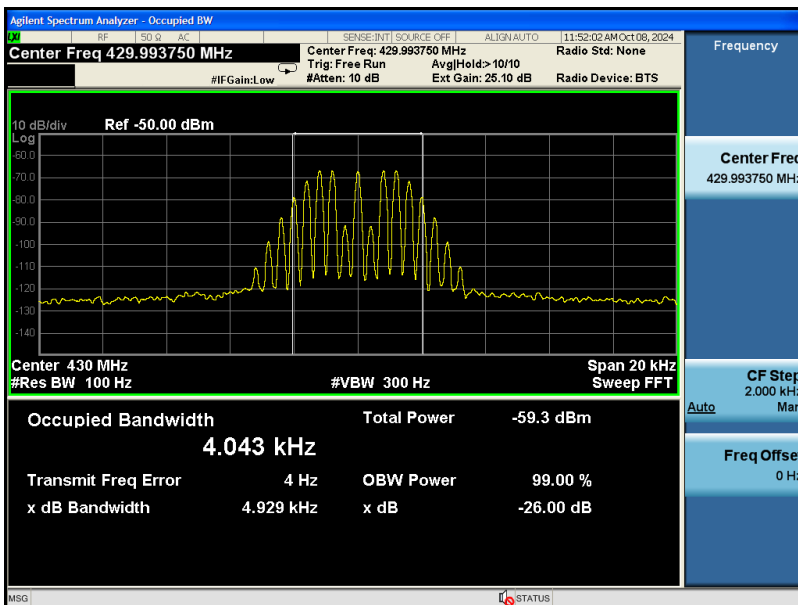 Agilent Spectrum Analyzer - Occupied BW
LXI RF 50 Ω AC SENSE:INT SOURCE OFF ALIGN AUTO 11:52:02 AM Oct 08, 2024
Center Freq 429.993750 MHz
Center Freq: 429.993750 MHz
Radio Std: None
Trig: Free Run
Avg|Hold:> 10/10
#IFGain:Low
#Atten: 10 dB
Ext Gain: 25.10 dB
Radio Device: BTS
10 dB/div
Ref -50.00 dBm
Log
-60.0
-70.0
-80.0
-90.0
-100
-110
-120
-130
-140
Center 430 MHz
Span 20 kHz
#Res BW 100 Hz
#VBW 300 Hz
Sweep FFT
Occupied Bandwidth
Total Power
-59.3 dBm
4.043 kHz
Transmit Freq Error
4 Hz
OBW Power
99.00 %
x dB Bandwidth
4.929 kHz
x dB
-26.00 dB
MSG
STATUS
Frequency
Center Freq
429.993750 MHz
CF Step
2.000 kHz
Auto
Man
Freq Offset
0 Hz